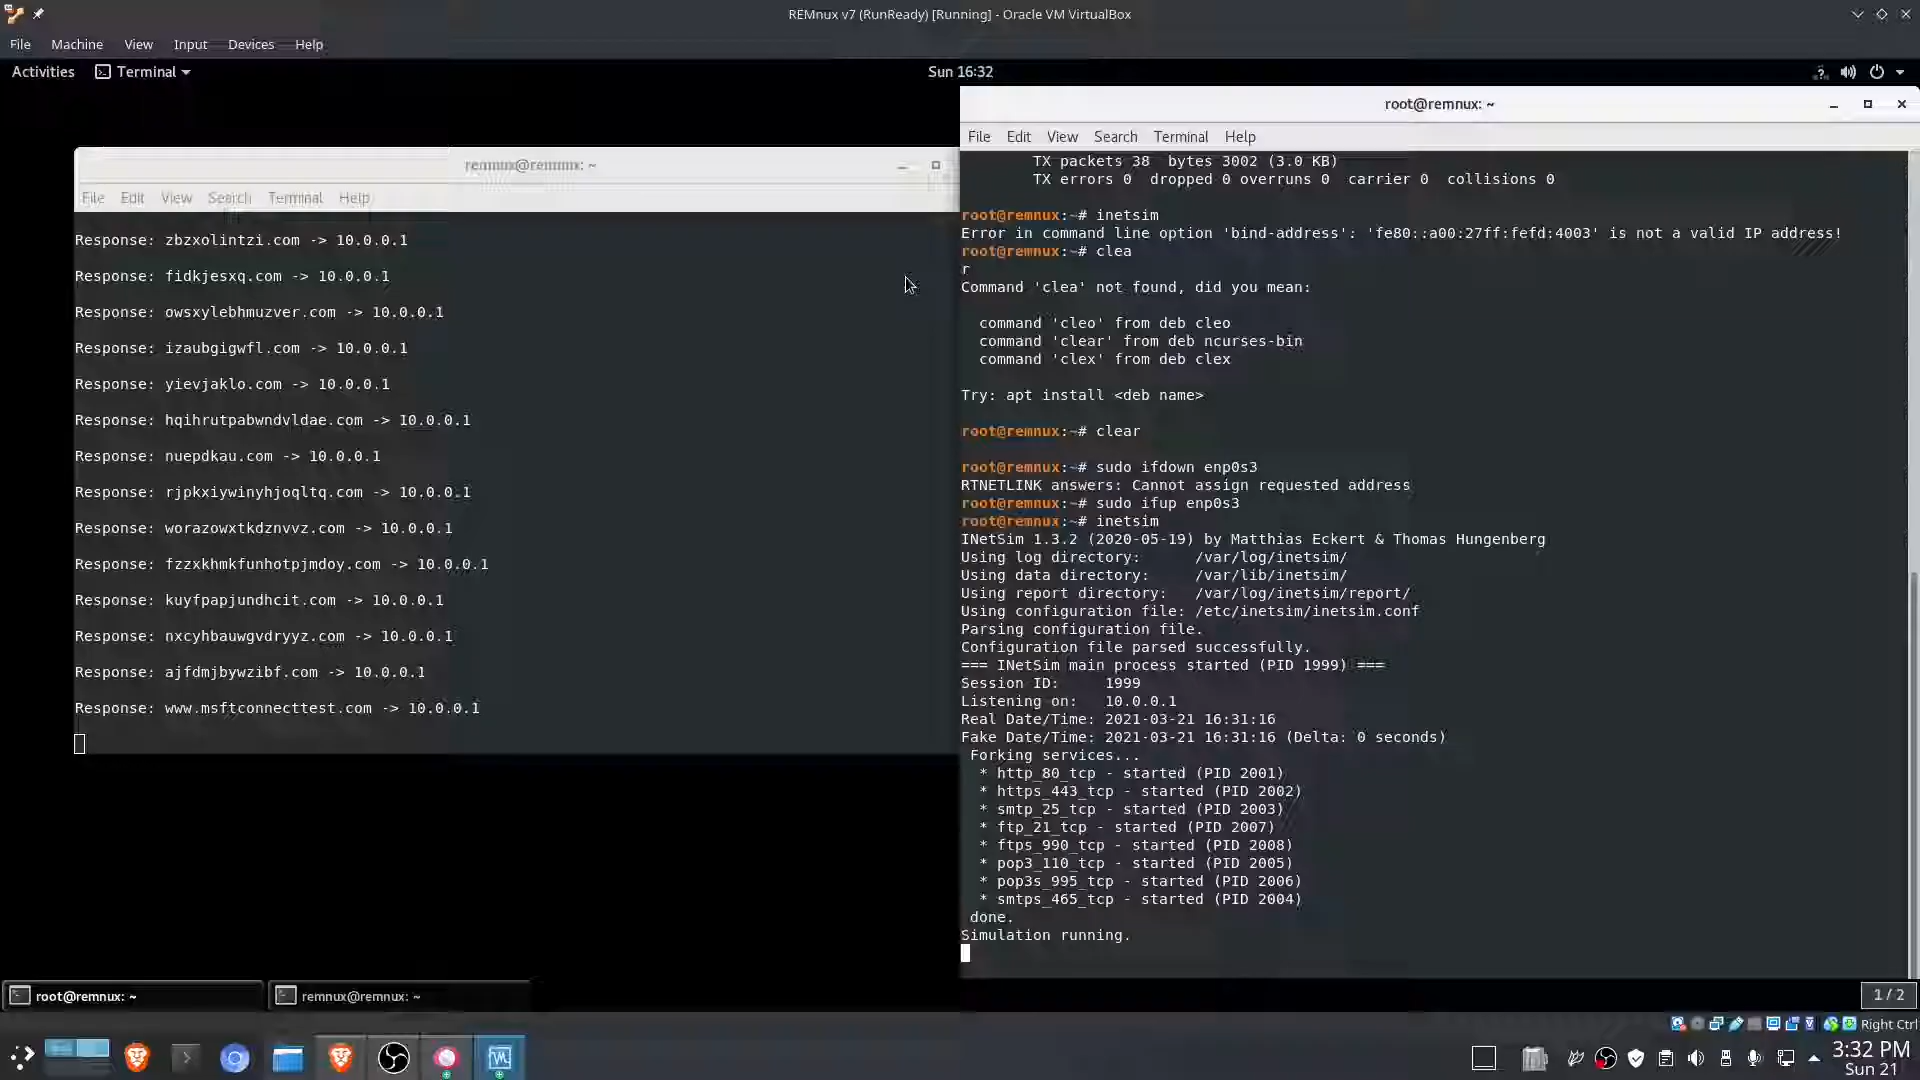 REMnux v7 (RunReady) [Running] - Oracle VM VirtualBox
File Machine View Input Devices Help
Activities Terminal Sun 16:32
remnux@remnux: ~
File Edit View Search Terminal Help
Response: zbzxolintzi.com -> 10.0.0.1
Response: fidkjesxq.com -> 10.0.0.1
Response: owsxylebhmuzver.com -> 10.0.0.1
Response: izaubgigwfl.com -> 10.0.0.1
Response: yievjaklo.com -> 10.0.0.1
Response: hqihrutpabwndvldae.com -> 10.0.0.1
Response: nuepdkau.com -> 10.0.0.1
Response: rjpkxiywinyhjoqltq.com -> 10.0.0.1
Response: worazowxtkdznvvz.com -> 10.0.0.1
Response: fzzxkhmkfunhotpjmdoy.com -> 10.0.0.1
Response: kuyfpapjundhcit.com -> 10.0.0.1
Response: nxcyhbauwgvdryyz.com -> 10.0.0.1
Response: ajfdmjbywzibf.com -> 10.0.0.1
Response: www.msftconnecttest.com -> 10.0.0.1
root@remnux: ~
File Edit View Search Terminal Help
TX packets 38 bytes 3002 (3.0 KB)
TX errors 0 dropped 0 overruns 0 carrier 0 collisions 0
root@remnux:~# inetsim
Error in command line option 'bind-address': 'fe80::a00:27ff:fefd:4003' is not a valid IP address!
root@remnux:~# clea
r
Command 'clea' not found, did you mean:
command 'cleo' from deb cleo
command 'clear' from deb ncurses-bin
command 'clex' from deb clex
Try: apt install <deb name>
root@remnux:~# clear
root@remnux:~# sudo ifdown enp0s3
RTNETLINK answers: Cannot assign requested address
root@remnux:~# sudo ifup enp0s3
root@remnux:~# inetsim
INetSim 1.3.2 (2020-05-19) by Matthias Eckert & Thomas Hungenberg
Using log directory: /var/log/inetsim/
Using data directory: /var/lib/inetsim/
Using report directory: /var/log/inetsim/report/
Using configuration file: /etc/inetsim/inetsim.conf
Parsing configuration file.
Configuration file parsed successfully.
=== INetSim main process started (PID 1999) ===
Session ID: 1999
Listening on: 10.0.0.1
Real Date/Time: 2021-03-21 16:31:16
Fake Date/Time: 2021-03-21 16:31:16 (Delta: 0 seconds)
Forking services...
* http_80_tcp - started (PID 2001)
* https_443_tcp - started (PID 2002)
* smtp_25_tcp - started (PID 2003)
* ftp_21_tcp - started (PID 2007)
* ftps_990_tcp - started (PID 2008)
* pop3_110_tcp - started (PID 2005)
* pop3s_995_tcp - started (PID 2006)
* smtps_465_tcp - started (PID 2004)
done.
Simulation running.
root@remnux: ~ remnux@remnux: ~ 1 / 2
Right Ctrl
3:32 PM
Sun 21